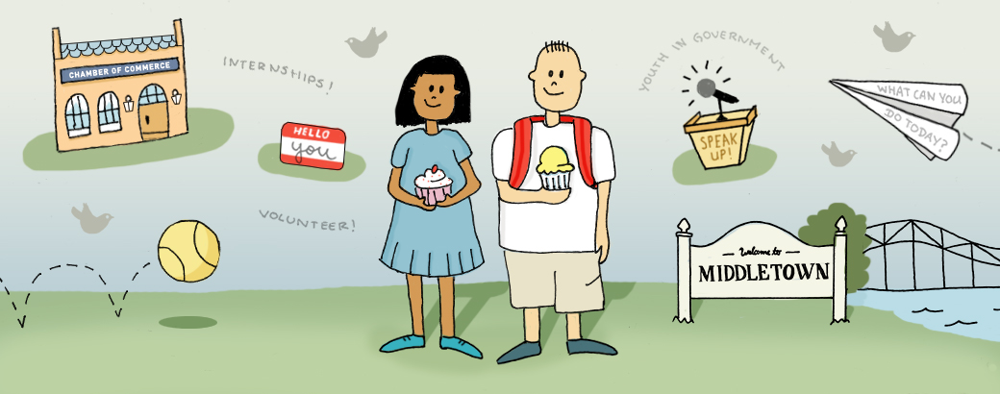 CHAMBER OF COMMERCE
INTERNSHIPS!
HELLO
you
VOLUNTEER!
YOUTH IN GOVERNMENT
SPEAK
UP!
WHAT CAN YOU
DO TODAY?
welcome to
MIDDLETOWN